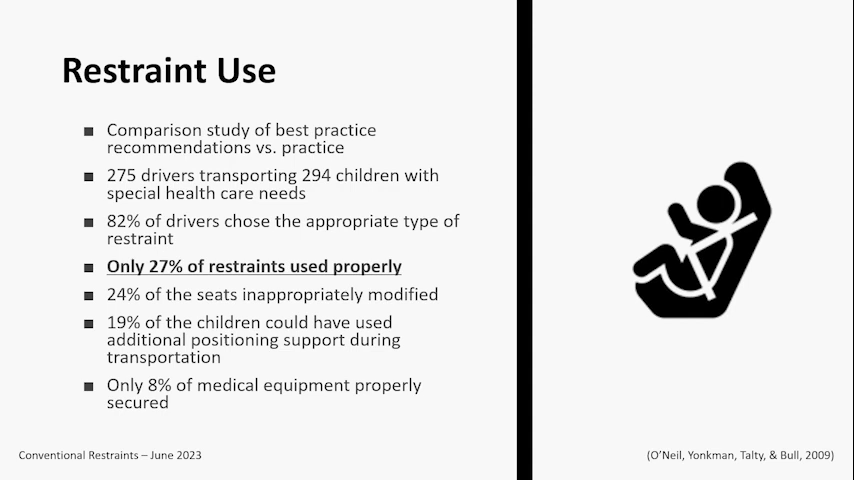 Restraint Use
■ Comparison study of best practice
recommendations vs. practice
■ 275 drivers transporting 294 children with
special health care needs
■ 82% of drivers chose the appropriate type of
restraint
■ Only 27% of restraints used properly
■ 24% of the seats inappropriately modified
■ 19% of the children could have used
additional positioning support during
transportation
■ Only 8% of medical equipment properly
secured
Conventional Restraints – June 2023
(O’Neil, Yonkman, Talty, & Bull, 2009)